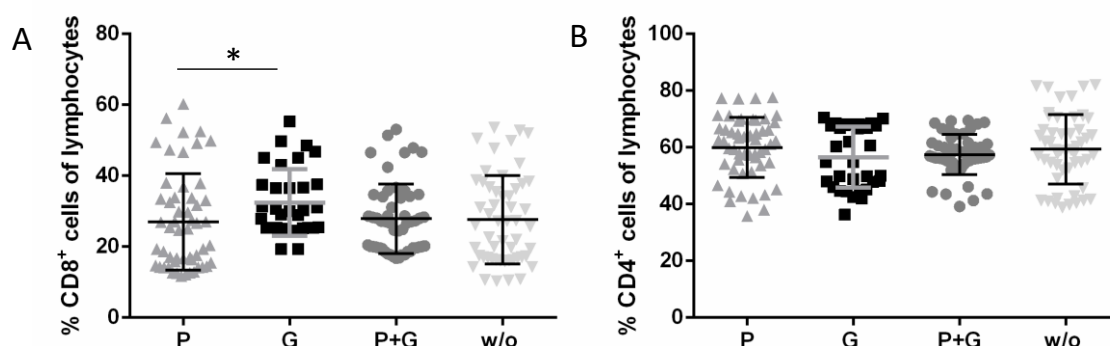 A
% CD8+ cells of lymphocytes
80
60
40
20
0
*
P
G
P+G
w/o
B
% CD4+ cells of lymphocytes
100
80
60
40
20
0
P
G
P+G
w/o